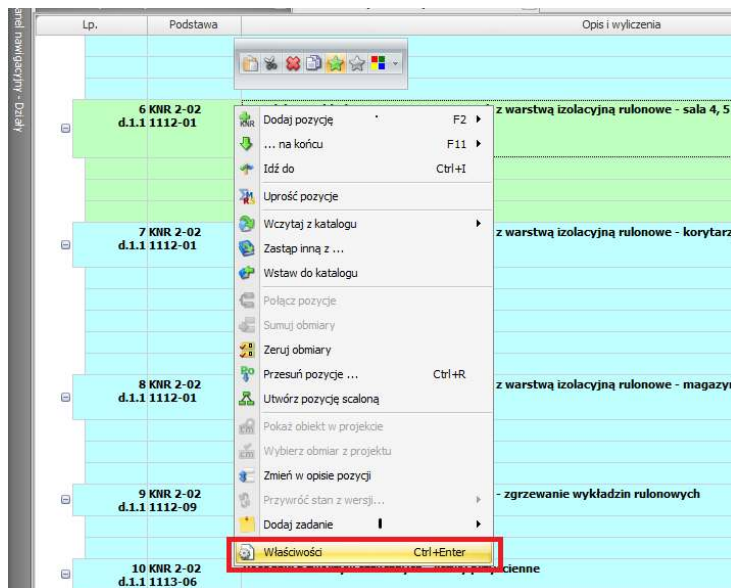 anel nawigacyjny - Działy
Lp. Podstawa Opis i wyliczenia
6 KNR 2-02 z warstwą izolacyjną rulonowe - sala 4, 5
d.1.1 1112-01
Dodaj pozycję F2
... na końcu F11
Idź do Ctrl+I
Uprość pozycje
7 KNR 2-02 z warstwą izolacyjną rulonowe - korytarz
d.1.1 1112-01
Wczytaj z katalogu
Zastąp inną z ...
Wstaw do katalogu
Połącz pozycje
Sumuj obmiary
Zeruj obmiary
Przesuń pozycje ... Ctrl+R
8 KNR 2-02 z warstwą izolacyjną rulonowe - magazyn
d.1.1 1112-01
Utwórz pozycję scaloną
Pokaż obiekt w projekcie
Wybierz obmiar z projektu
Zmień w opisie pozycji
9 KNR 2-02 - zgrzewanie wykładzin rulonowych
d.1.1 1112-09
Przywróć stan z wersji...
Dodaj zadanie
Właściwości Ctrl+Enter
10 KNR 2-02
d.1.1 1113-06